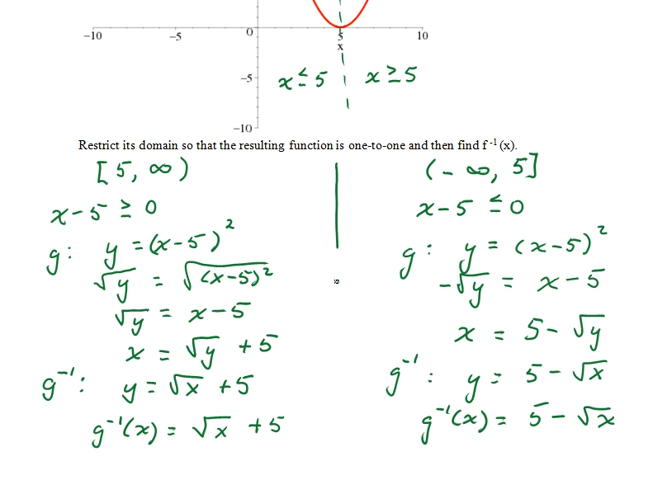 -10 -5 0 5 10
x
x ≤ 5 x ≥ 5
-5
-10
Restrict its domain so that the resulting function is one-to-one and then find f⁻¹(x).
[5, ∞)
x-5 ≥ 0
g: y = (x-5)²
√y = √(x-5)²
√y = x-5
x = √y + 5
g⁻¹: y = √x + 5
g⁻¹(x) = √x + 5
(-∞, 5]
x-5 ≤ 0
g: y = (x-5)²
-√y = x-5
x = 5-√y
g⁻¹: y = 5-√x
g⁻¹(x) = 5-√x